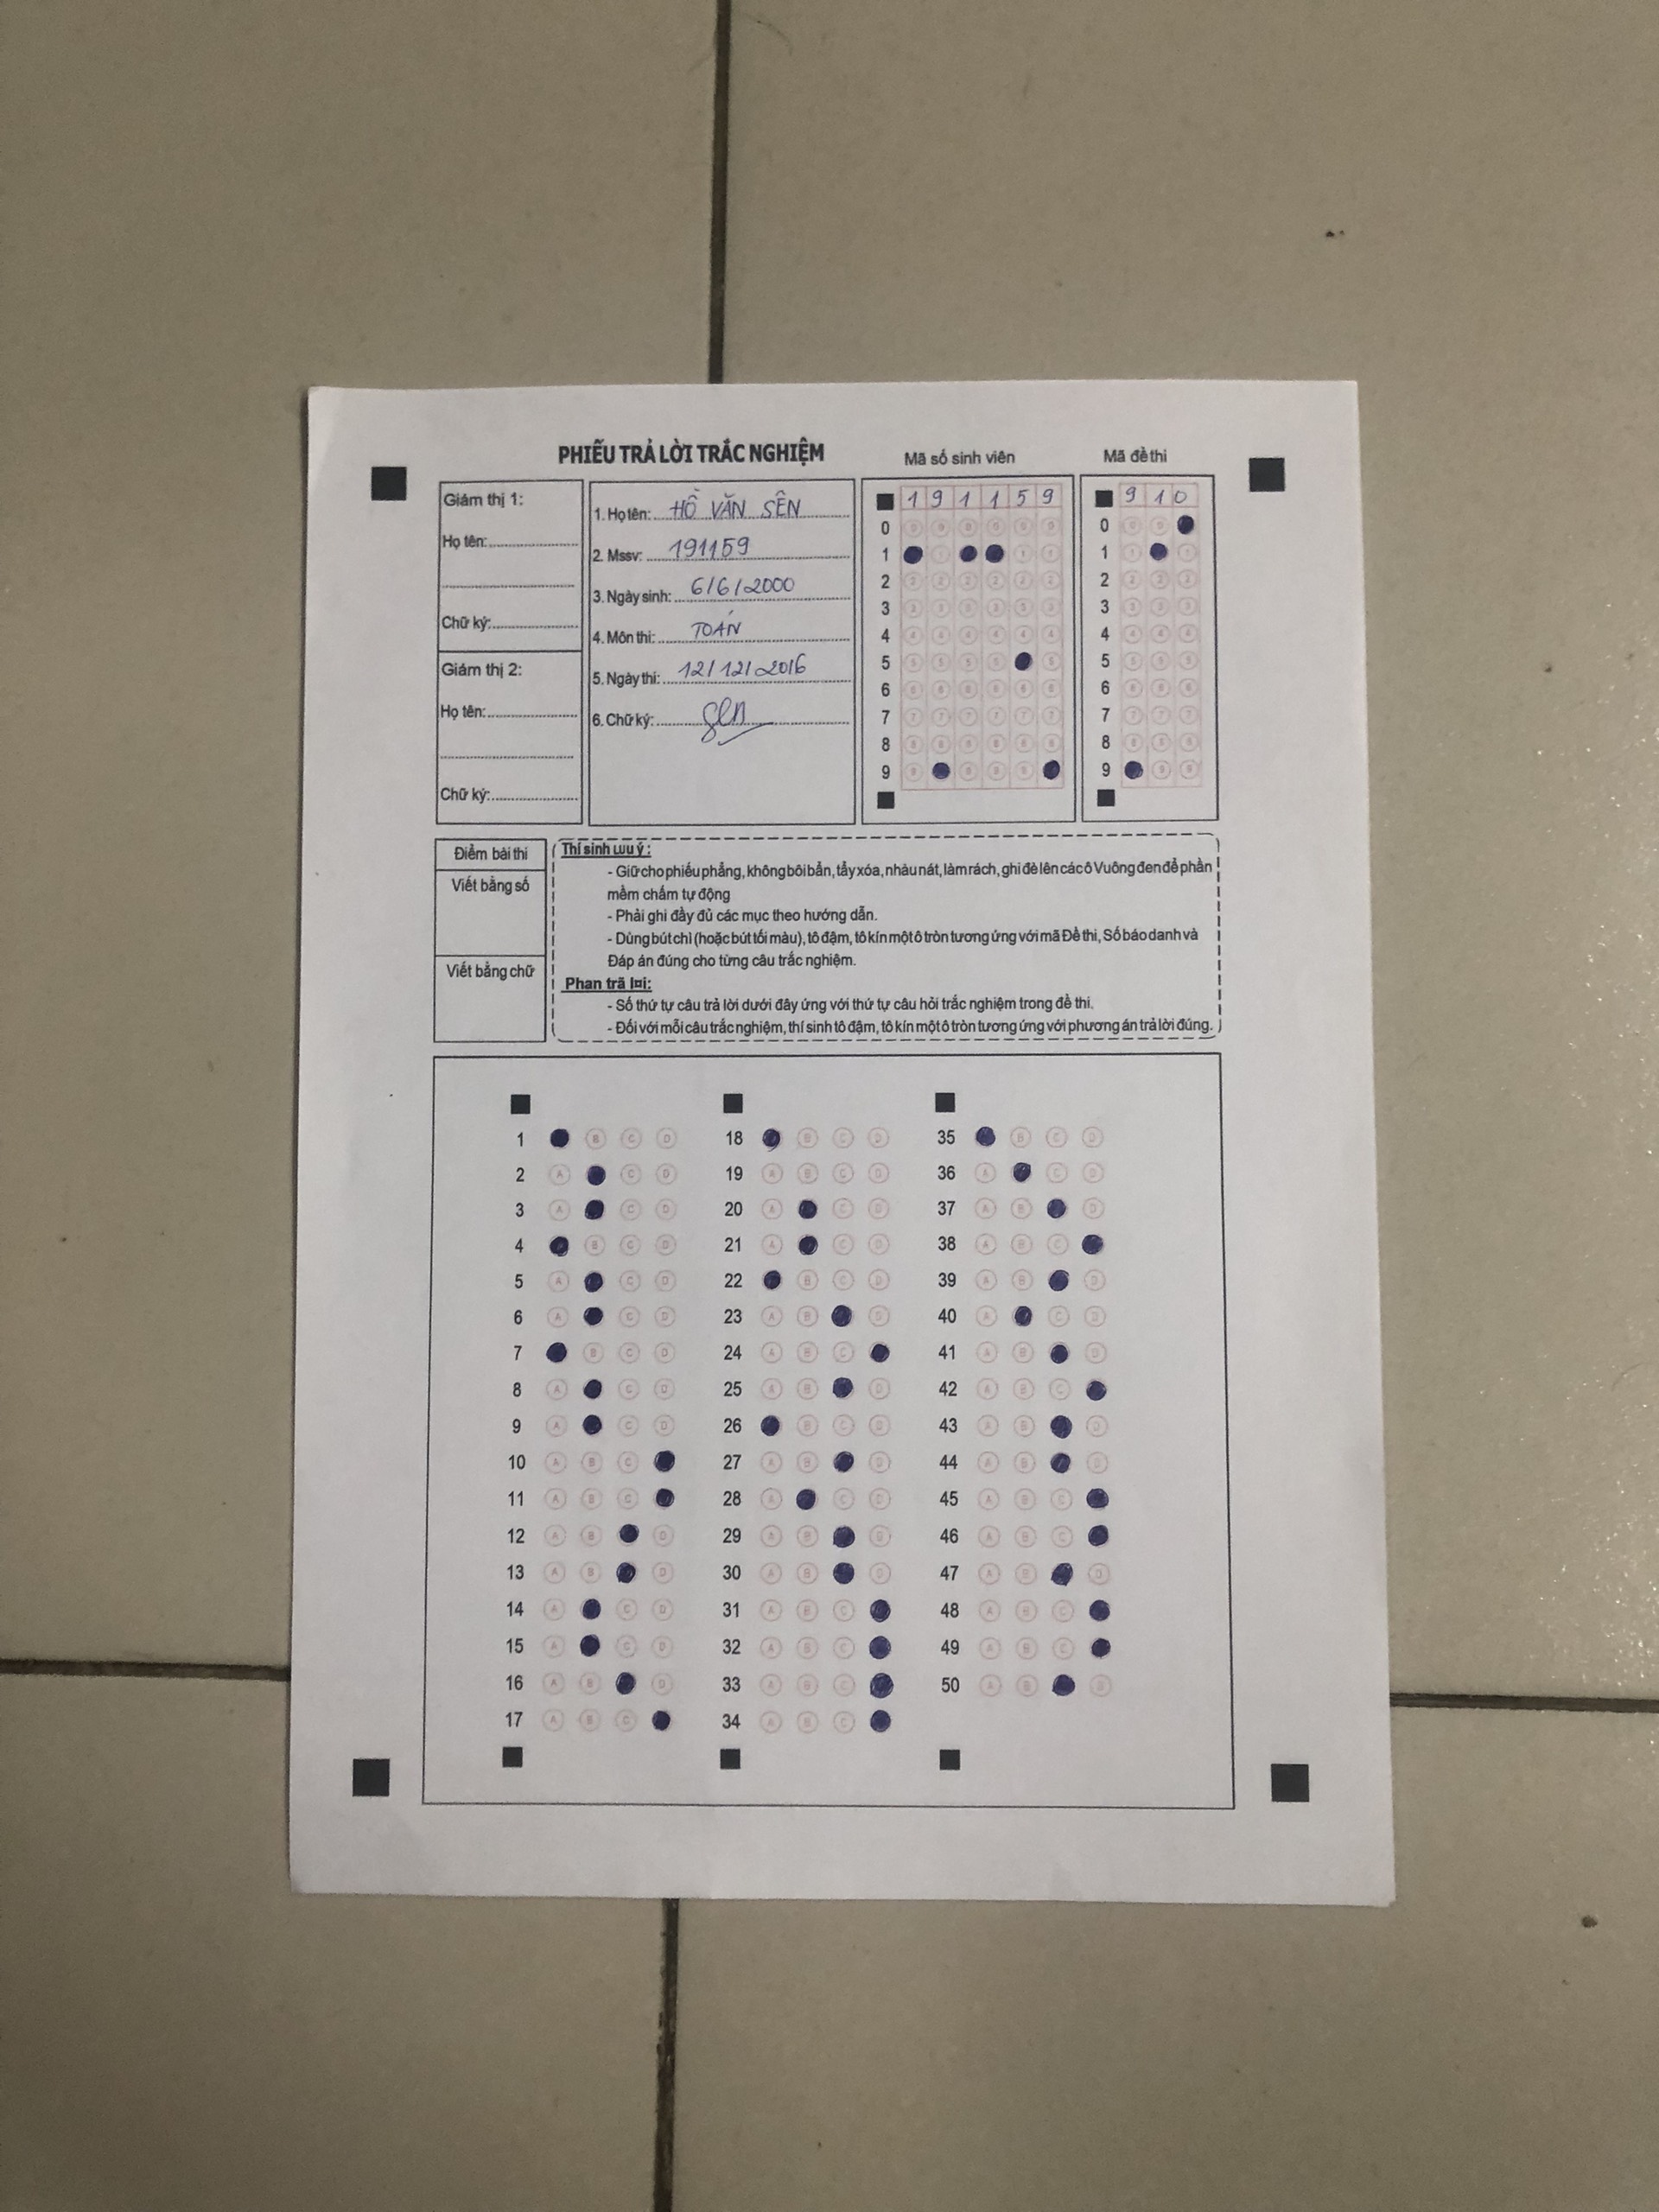 PHIẾU TRẢ LỜI TRẮC NGHIỆM
Mã số sinh viên
Mã đề thi
Giám thị 1:
Họ tên:
Chữ ký:
Giám thị 2:
Họ tên:
Chữ ký:
1. Họ tên: HỒ VĂN SÊN
2. Mssv: 191159
3. Ngày sinh: 6/6/2000
4. Môn thi: TOÁN
5. Ngày thi: 12/12/2016
6. Chữ ký:
1 9 1 1 5 9
0
1
2
3
4
5
6
7
8
9
9 1 0
0
1
2
3
4
5
6
7
8
9
Điểm bài thi
Viết bằng số
Viết bằng chữ
Thí sinh lưu ý:
- Giữ cho phiếu phẳng, không bôi bẩn, tẩy xóa, nhàu nát, làm rách, ghi đè lên các ô Vuông đen để phần
mềm chấm tự động
- Phải ghi đầy đủ các mục theo hướng dẫn.
- Dùng bút chì (hoặc bút tối màu), tô đậm, tô kín một ô tròn tương ứng với mã Đề thi, Số báo danh và
Đáp án đúng cho từng câu trắc nghiệm.
Phan trã lời:
- Số thứ tự câu trả lời dưới đây ứng với thứ tự câu hỏi trắc nghiệm trong đề thi.
- Đối với mỗi câu trắc nghiệm, thí sinh tô đậm, tô kín một ô tròn tương ứng với phương án trả lời đúng.
1 B C D
2 A C D
3 A C D
4 B C D
5 A C D
6 A C D
7 B C D
8 A C D
9 A C D
10 A B C
11 A B C
12 A B D
13 A B D
14 A C D
15 A C D
16 A B D
17 A B C
18 B C D
19 A B C D
20 A C D
21 A C D
22 B C D
23 A B D
24 A B C
25 A B D
26 B C D
27 A B D
28 A C D
29 A B D
30 A B D
31 A B C
32 A B C
33 A B C
34 A B C
35 B C D
36 A C D
37 A B D
38 A B C
39 A B D
40 A C D
41 A B D
42 A B C
43 A B D
44 A B D
45 A B C
46 A B C
47 A B D
48 A B C
49 A B C
50 A B D